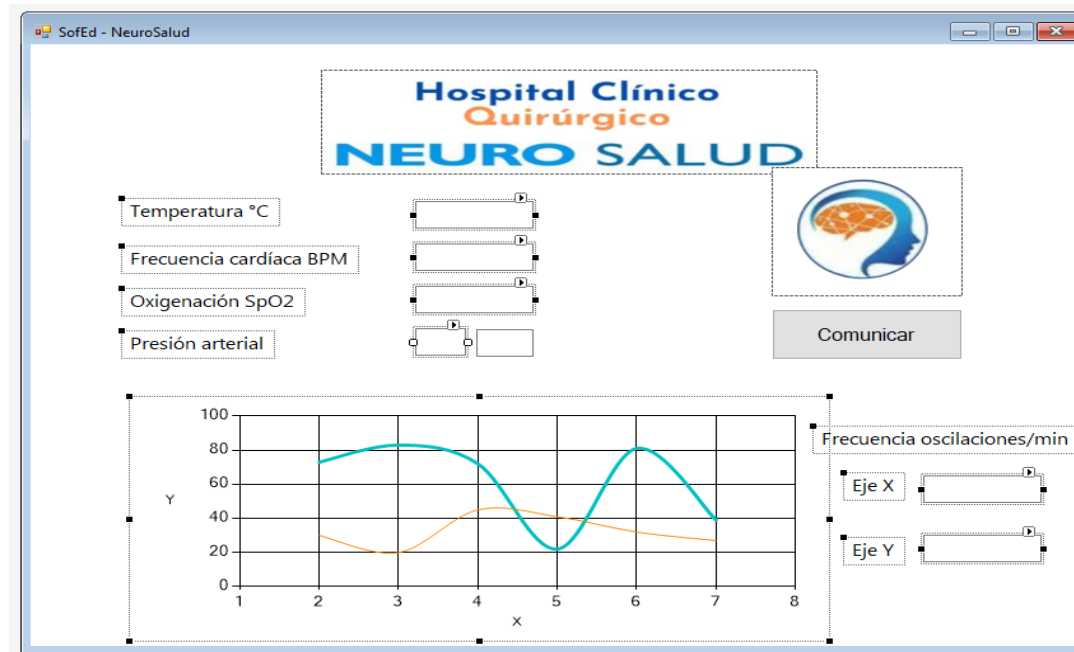 SofEd - NeuroSalud
Hospital Clínico
Quirúrgico
NEURO SALUD
Temperatura °C
Frecuencia cardíaca BPM
Oxigenación SpO2
Presión arterial
Comunicar
100
80
60
40
20
0
Y
1 2 3 4 5 6 7 8
X
Frecuencia oscilaciones/min
Eje X
Eje Y